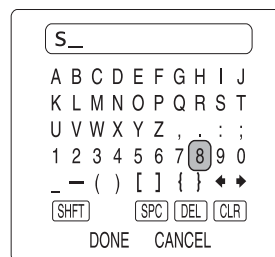 S_
A B C D E F G H I J
K L M N O P Q R S T
U V W X Y Z , . : ;
1 2 3 4 5 6 7 8 9 0
_ — ( ) [ ] { } 🡸 🡺
SHFT SPC DEL CLR
DONE CANCEL